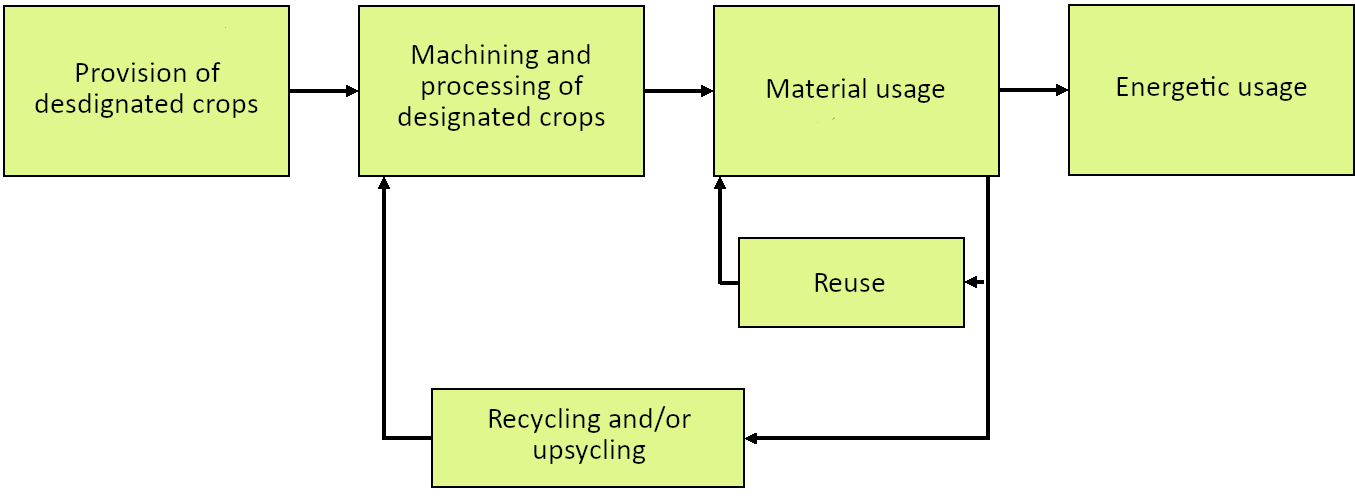 Provision of
desdignated crops
Machining and
processing of
designated crops
Material usage
Energetic usage
Reuse
Recycling and/or
upsycling